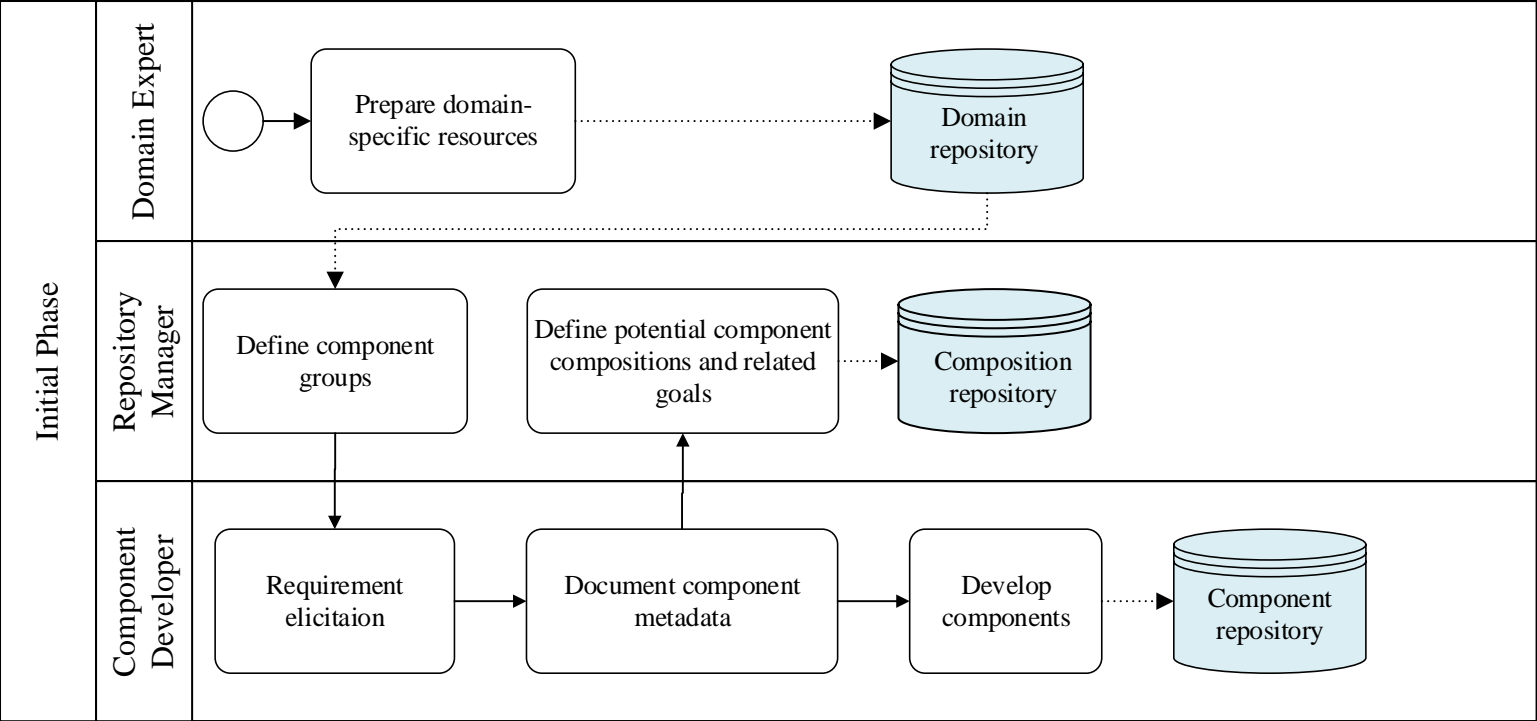 Initial Phase
Domain Expert
Prepare domain-
specific resources
Domain
repository
Repository
Manager
Define component
groups
Define potential component
compositions and related
goals
Composition
repository
Component
Developer
Requirement
elicitaion
Document component
metadata
Develop
components
Component
repository